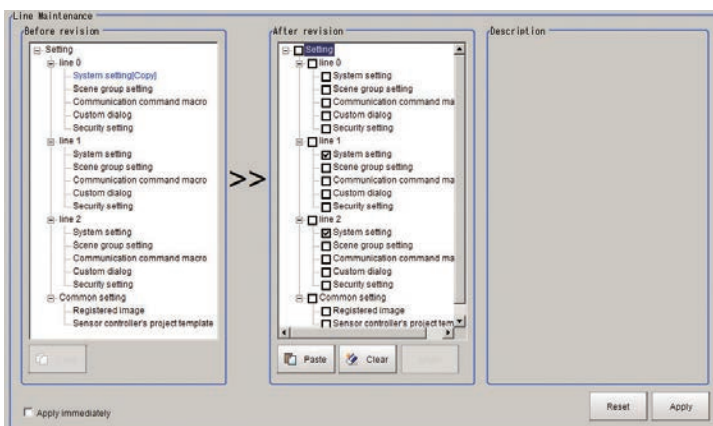 Line Maintenance
Before revision
Setting
line 0
System setting[Copy]
Scene group setting
Communication command macro
Custom dialog
Security setting
line 1
System setting
Scene group setting
Communication command macro
Custom dialog
Security setting
line 2
System setting
Scene group setting
Communication command macro
Custom dialog
Security setting
Common setting
Registered image
Sensor controller's project template
>>
After revision
Setting
line 0
System setting
Scene group setting
Communication command ma
Custom dialog
Security setting
line 1
System setting
Scene group setting
Communication command ma
Custom dialog
Security setting
line 2
System setting
Scene group setting
Communication command ma
Custom dialog
Security setting
Common setting
Registered image
Sensor controller's project tem
Paste
Clear
Description
Apply immediately
Reset
Apply